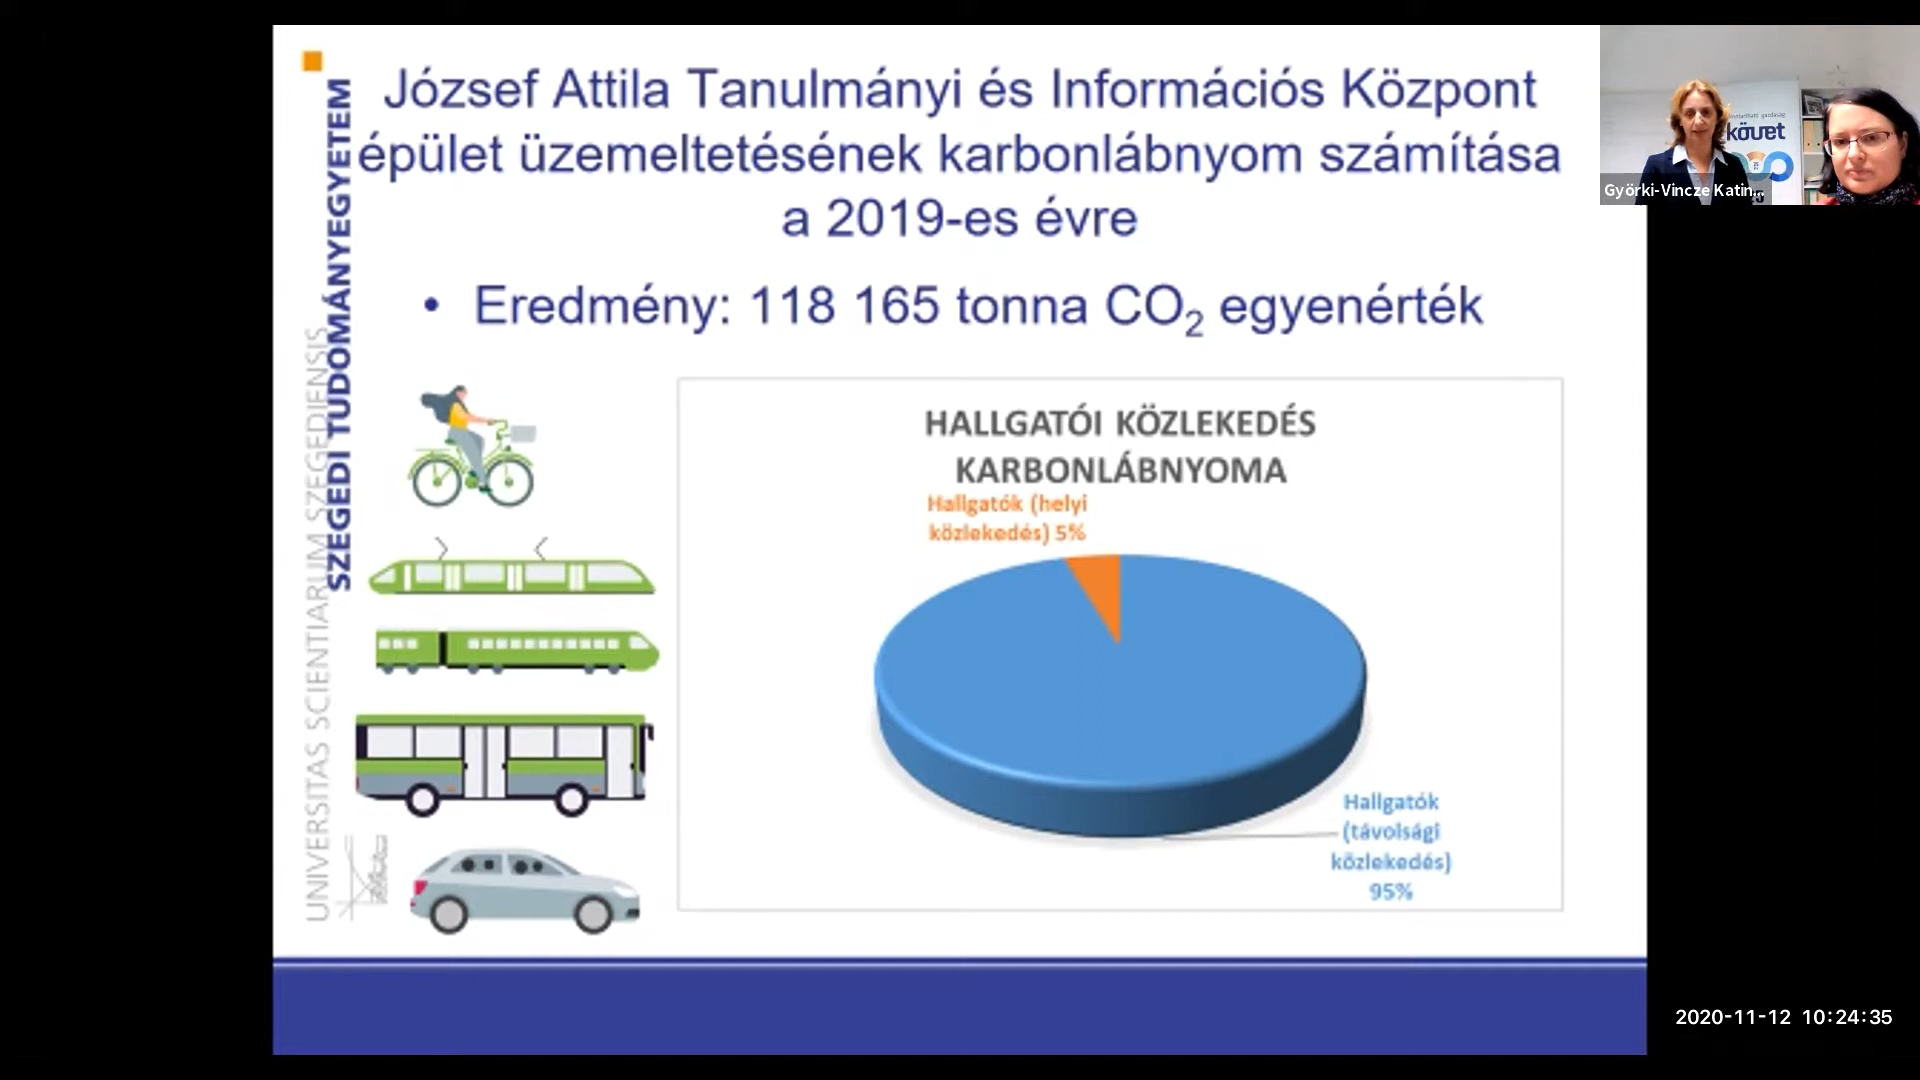 József Attila Tanulmányi és Információs Központ
épület üzemeltetésének karbonlábnyom számítása
a 2019-es évre
• Eredmény: 118 165 tonna CO₂ egyenérték
SZEGEDI TUDOMÁNYEGYETEM
UNIVERSITAS SCIENTIARUM SZEGEDIENSIS
HALLGATÓI KÖZLEKEDÉS
KARBONLÁBNYOMA
Hallgatók (helyi
közlekedés) 5%
Hallgatók
(távolsági
közlekedés)
95%
követ
Györki-Vincze Katin...
2020-11-12 10:24:35